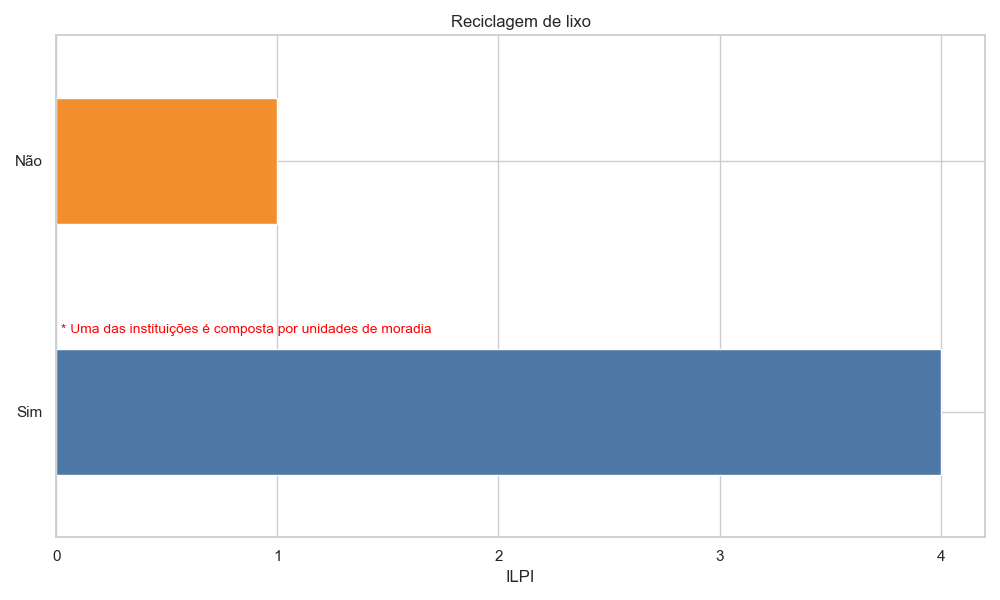 Reciclagem de lixo
Não
* Uma das instituições é composta por unidades de moradia
Sim
0 1 2 3 4
ILPI